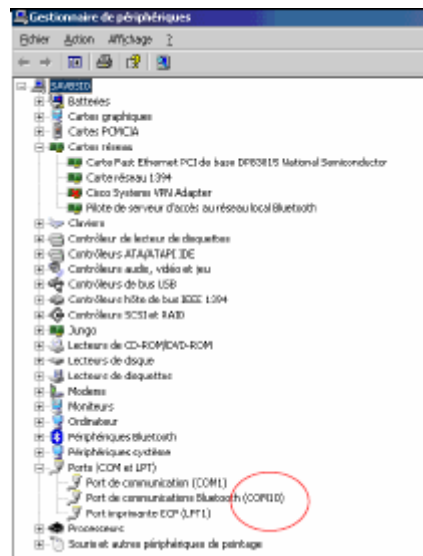 Gestionnaire de périphériques
Fichier Action Affichage ?
SAVBSID
Batteries
Cartes graphiques
Cartes PCMCIA
Cartes réseau
Carte Fast Ethernet PCI de base DP83815 National Semiconductor
Carte réseau 1394
Cisco Systems VPN Adapter
Pilote de serveur d'accès au réseau local Bluetooth
Claviers
Contrôleur de lecteur de disquettes
Contrôleurs ATA/ATAPI IDE
Contrôleurs audio, vidéo et jeu
Contrôleurs de bus USB
Contrôleurs hôte de bus IEEE 1394
Contrôleurs SCSI et RAID
Jungo
Lecteurs de CD-ROM/DVD-ROM
Lecteurs de disque
Lecteurs de disquettes
Modems
Moniteurs
Ordinateur
Périphériques Bluetooth
Périphériques système
Ports (COM et LPT)
Port de communication (COM1)
Port de communications Bluetooth (COM10)
Port imprimante ECP (LPT1)
Processeurs
Souris et autres périphériques de pointage